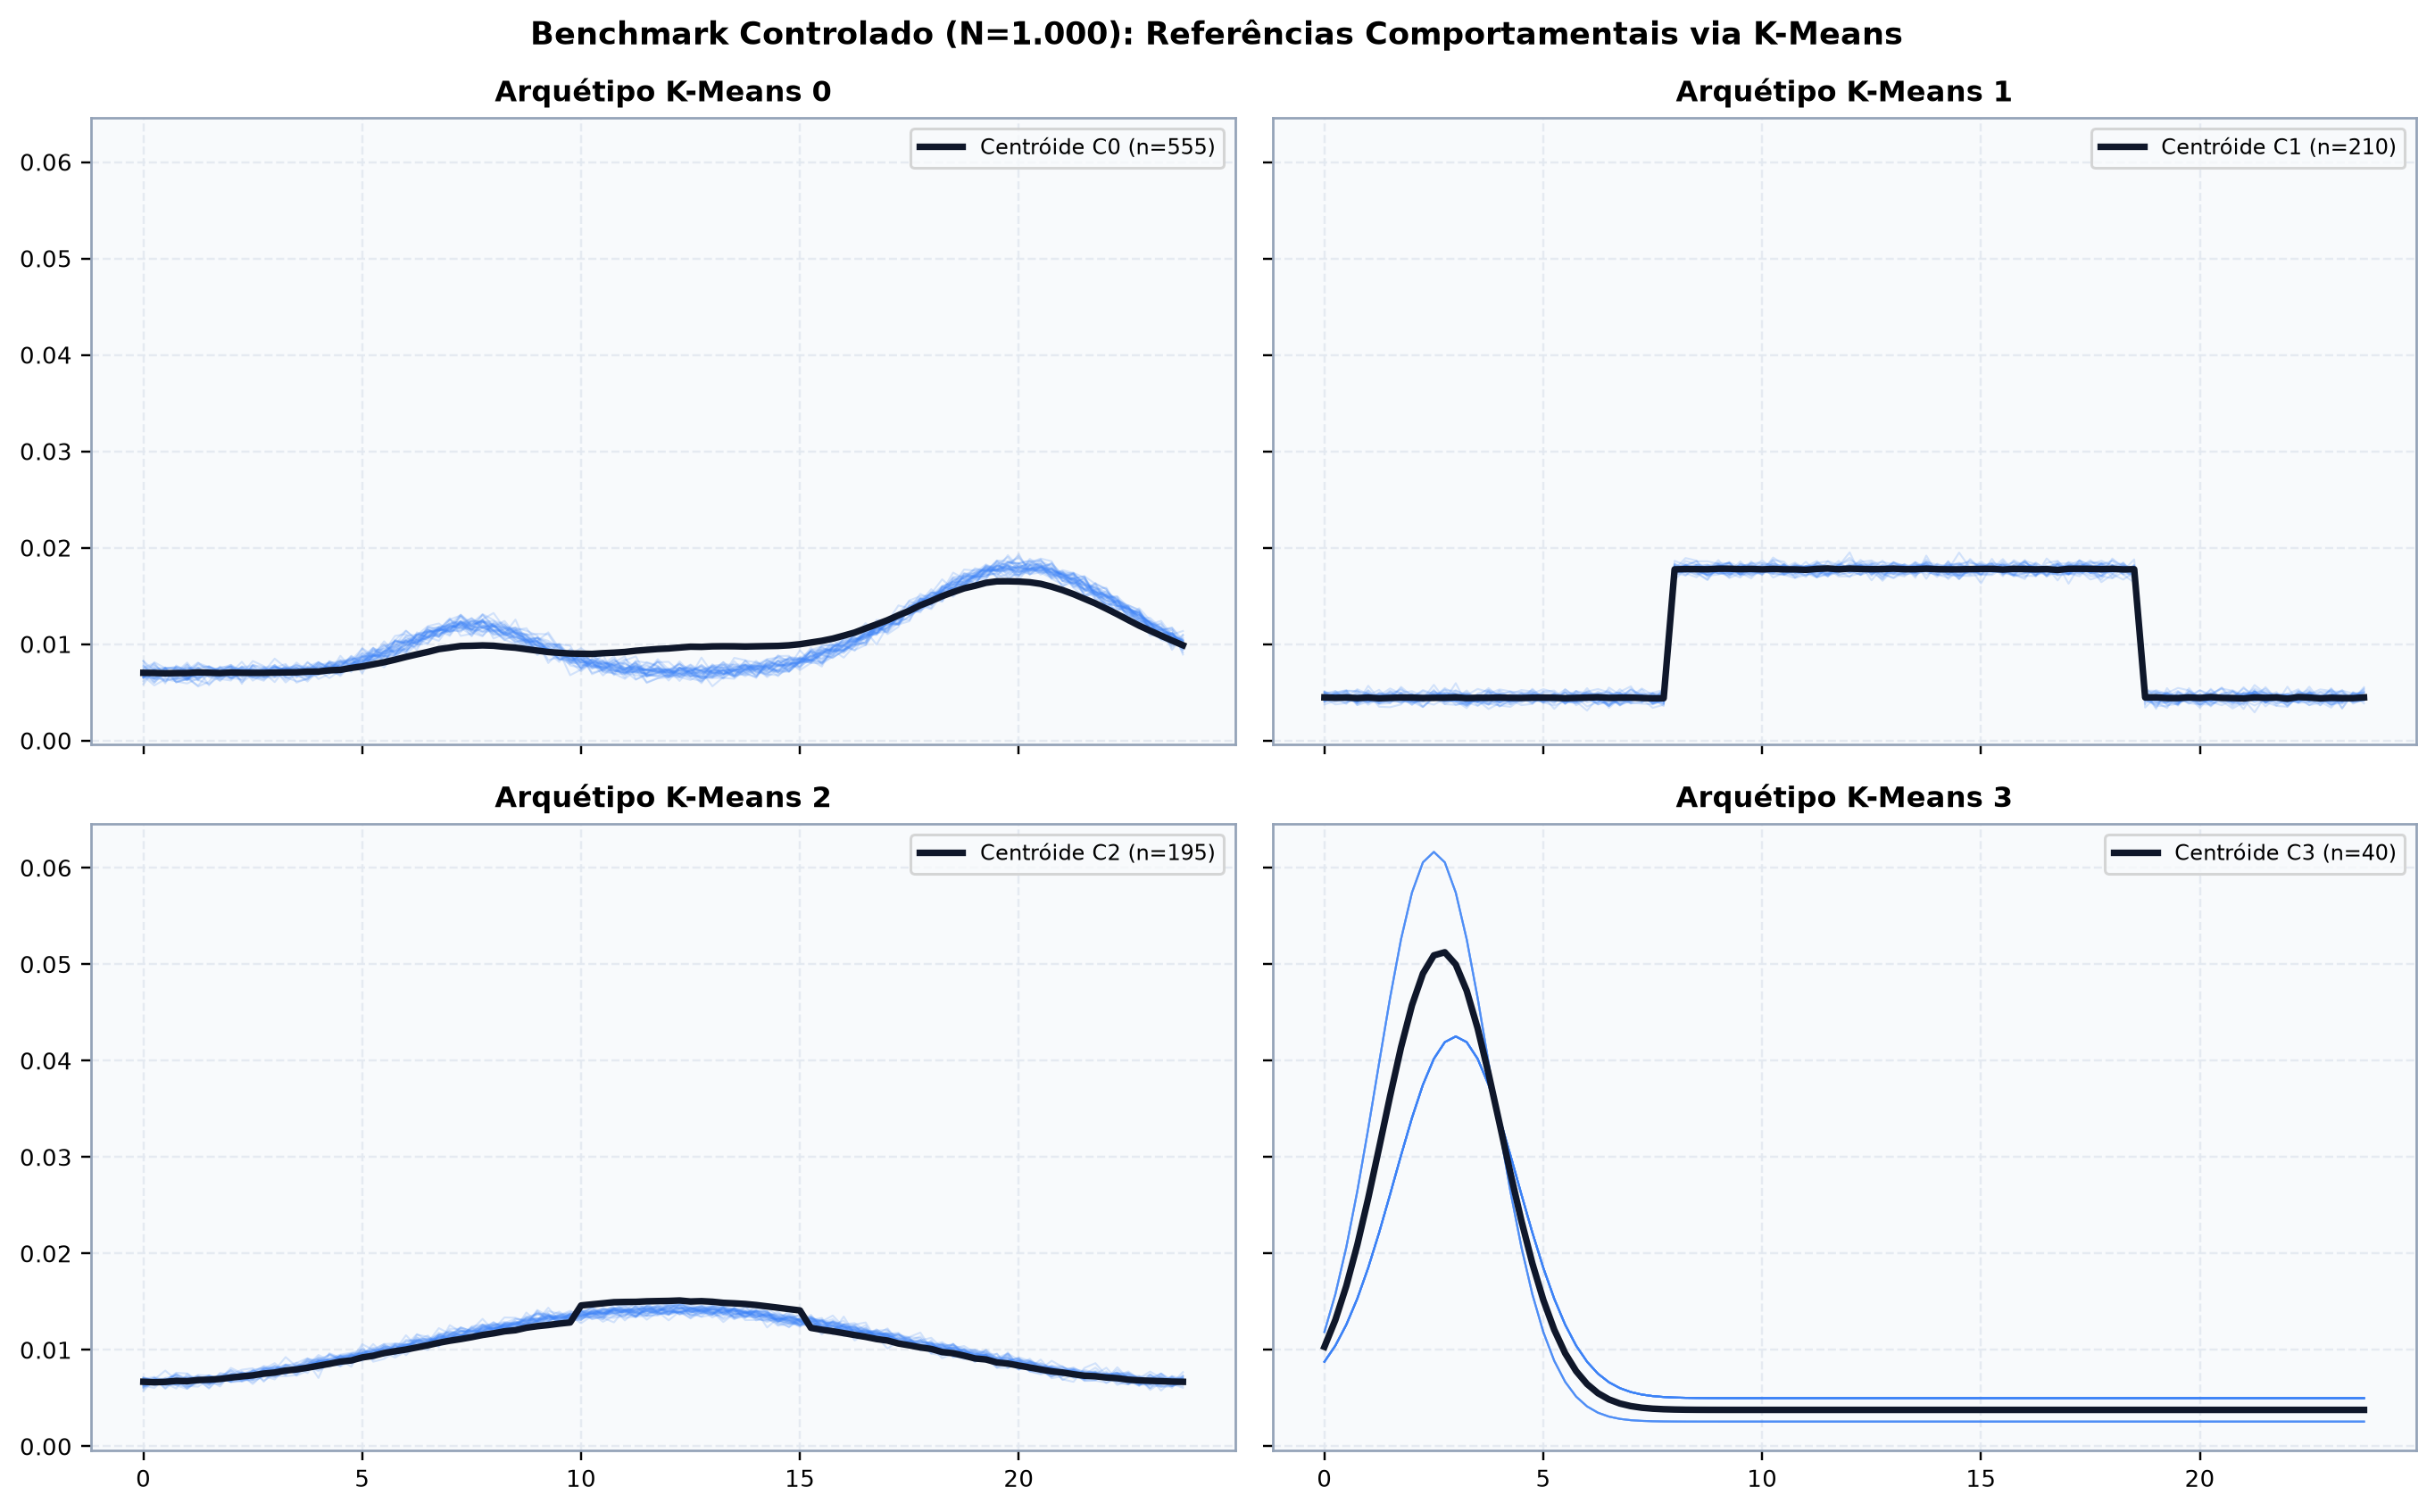 Benchmark Controlado (N=1.000): Referências Comportamentais via K-Means
Arquétipo K-Means 0
Centróide C0 (n=555)
0.06
0.05
0.04
0.03
0.02
0.01
0.00
Arquétipo K-Means 1
Centróide C1 (n=210)
Arquétipo K-Means 2
Centróide C2 (n=195)
0.06
0.05
0.04
0.03
0.02
0.01
0.00
0 5 10 15 20
Arquétipo K-Means 3
Centróide C3 (n=40)
0 5 10 15 20